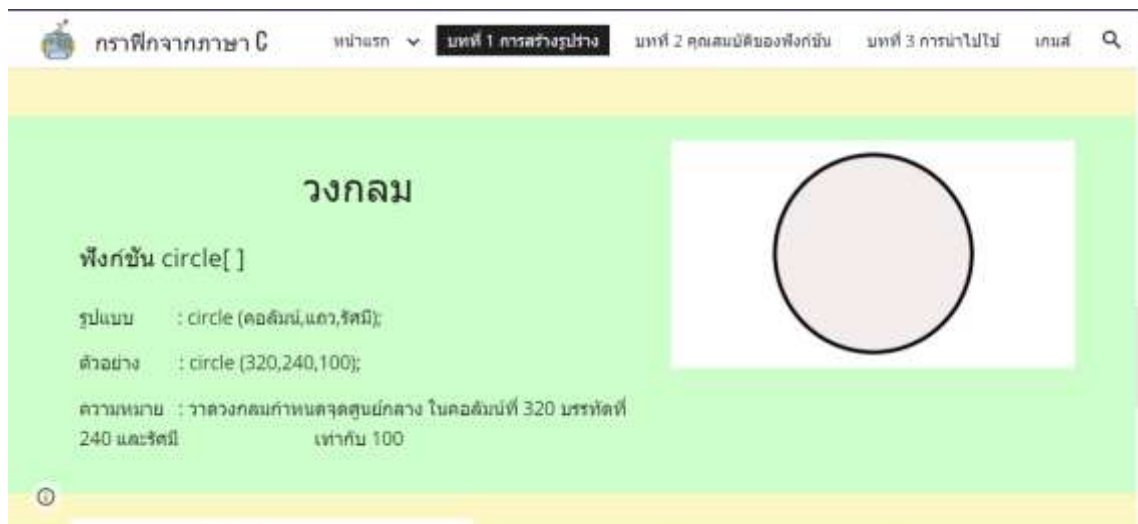 กราฟิกจากภาษา C
หน้าแรก
บทที่ 1 การสร้างรูปร่าง
บทที่ 2 คุณสมบัติของฟังก์ชัน
บทที่ 3 การนำไปใช้
เกมส์
วงกลม
ฟังก์ชัน circle[ ]
รูปแบบ : circle (คอลัมน์,แถว,รัศมี);
ตัวอย่าง : circle (320,240,100);
ความหมาย : วาดวงกลมกำหนดจุดศูนย์กลาง ในคอลัมน์ที่ 320 บรรทัดที่
240 และรัศมี เท่ากับ 100